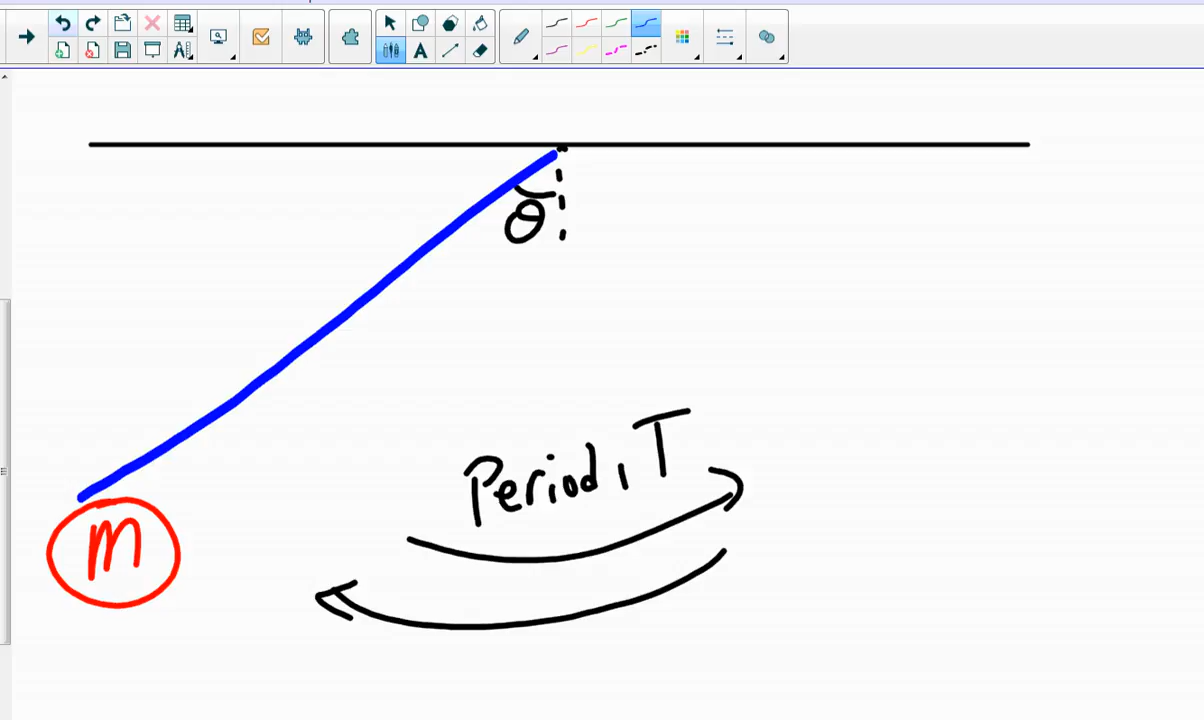 θ
Period, T
m